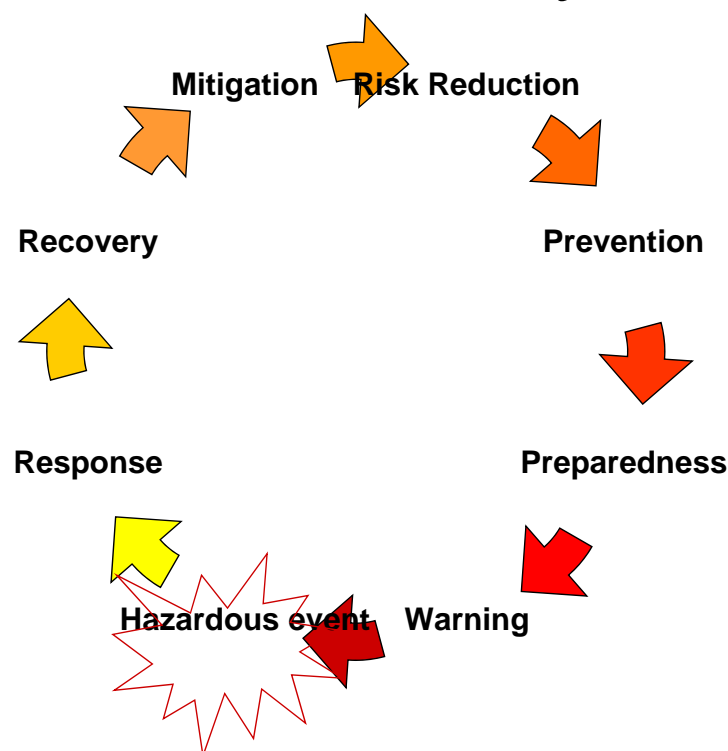 Mitigation Risk Reduction
Recovery
Prevention
Response
Preparedness
Hazardous event
Warning